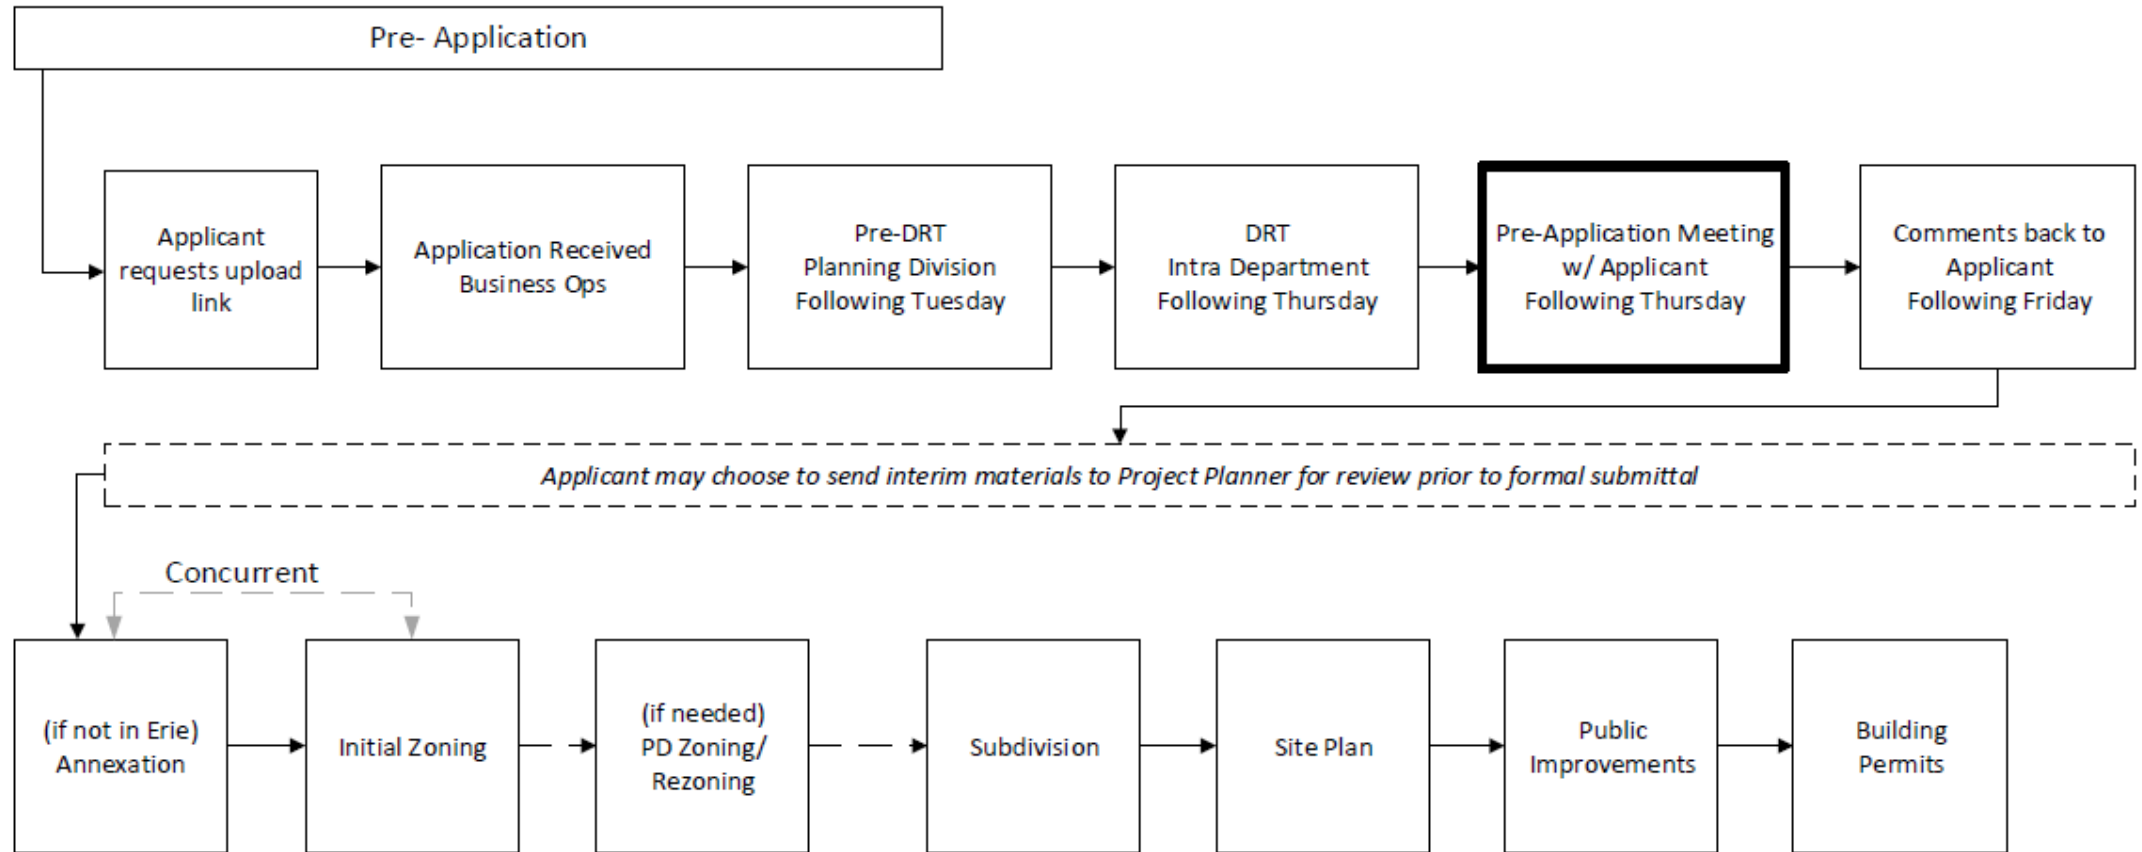 Pre- Application
Applicant
requests upload
link
Application Received
Business Ops
Pre-DRT
Planning Division
Following Tuesday
DRT
Intra Department
Following Thursday
Pre-Application Meeting
w/ Applicant
Following Thursday
Comments back to
Applicant
Following Friday
Applicant may choose to send interim materials to Project Planner for review prior to formal submittal
Concurrent
(if not in Erie)
Annexation
Initial Zoning
(if needed)
PD Zoning/
Rezoning
Subdivision
Site Plan
Public
Improvements
Building
Permits